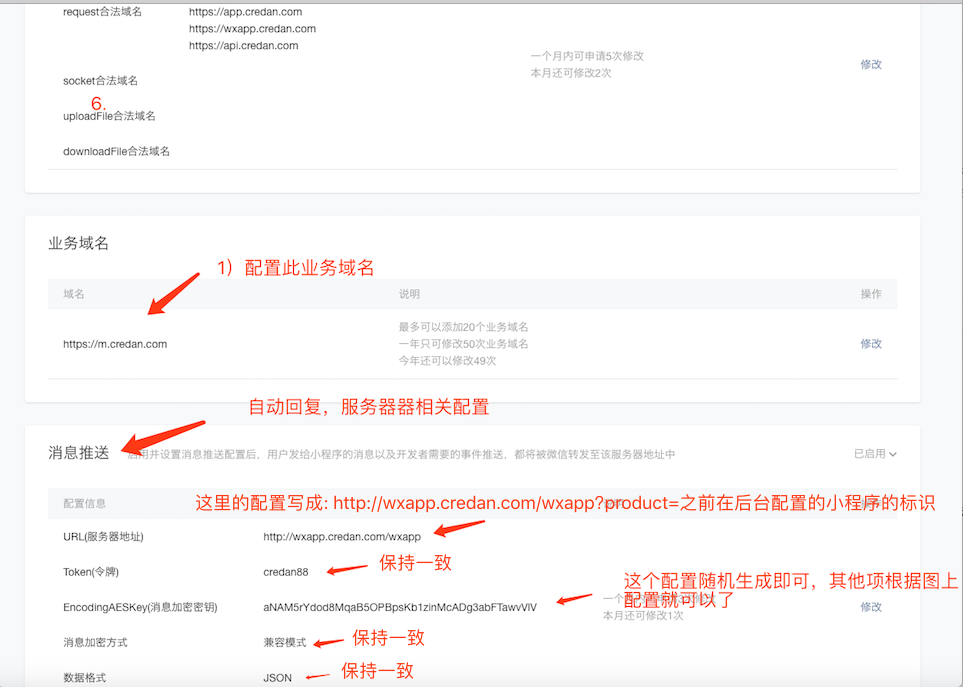 request合法域名
https://app.credan.com
https://wxapp.credan.com
https://api.credan.com
一个月内可申请5次修改
本月还可修改2次
修改
socket合法域名
6.
uploadFile合法域名
downloadFile合法域名
业务域名
1）配置此业务域名
域名 说明 操作
https://m.credan.com
最多可以添加20个业务域名
一年只可修改50次业务域名
今年还可以修改49次
修改
自动回复，服务器器相关配置
消息推送 启用并设置消息推送配置后，用户发给小程序的消息以及开发者需要的事件推送，都将被微信转发至该服务器地址中 已启用
配置信息
这里的配置写成: http://wxapp.credan.com/wxapp?product=之前在后台配置的小程序的标识
URL(服务器地址) http://wxapp.credan.com/wxapp
Token(令牌) credan88 保持一致
这个配置随机生成即可，其他项根据图上
配置就可以了
EncodingAESKey(消息加密密钥) aNAM5rYdod8MqaB5OPBpsKb1zinMcADg3abFTawvVIV
一个
本月还可修改1次
修改
消息加密方式 兼容模式 保持一致
数据格式 JSON 保持一致